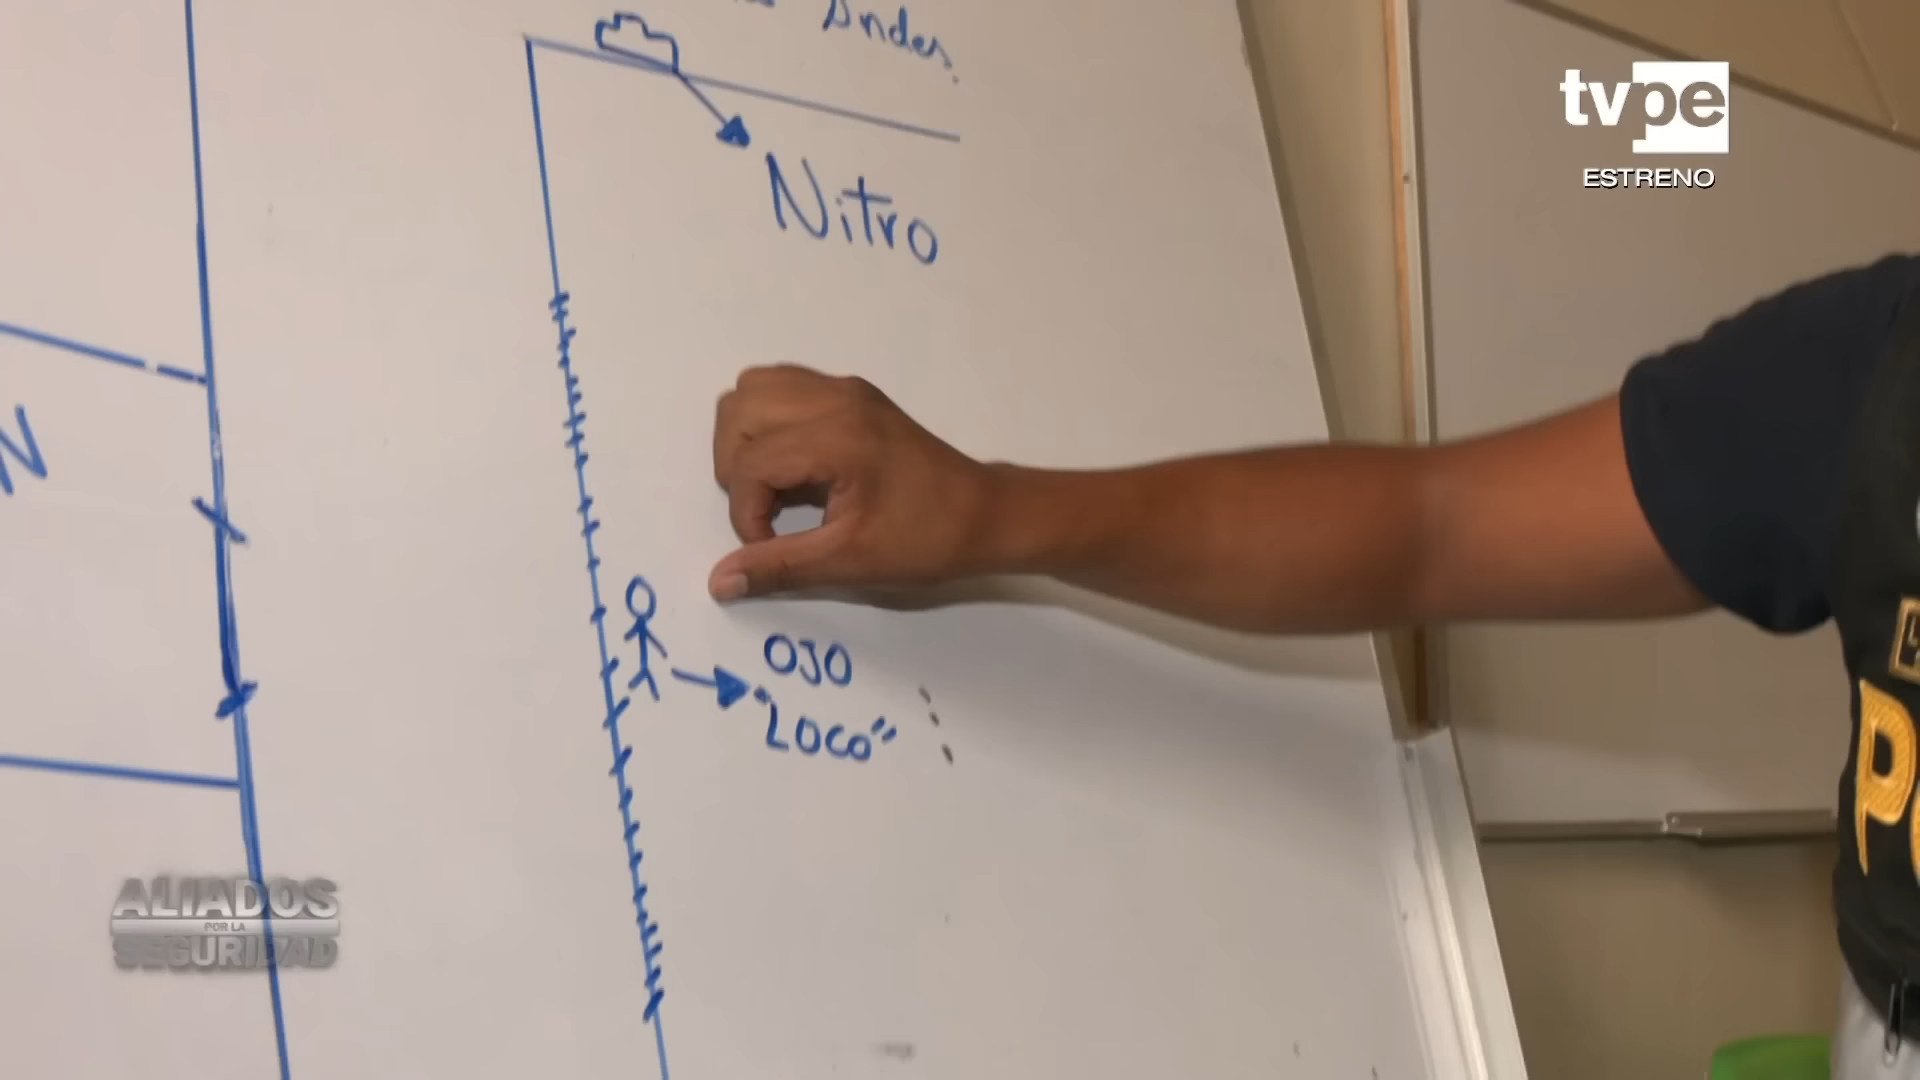 Andes.
Nitro
OJO
"LOCO"
N
tvpe
ESTRENO
ALIADOS
POR LA
SEGURIDAD